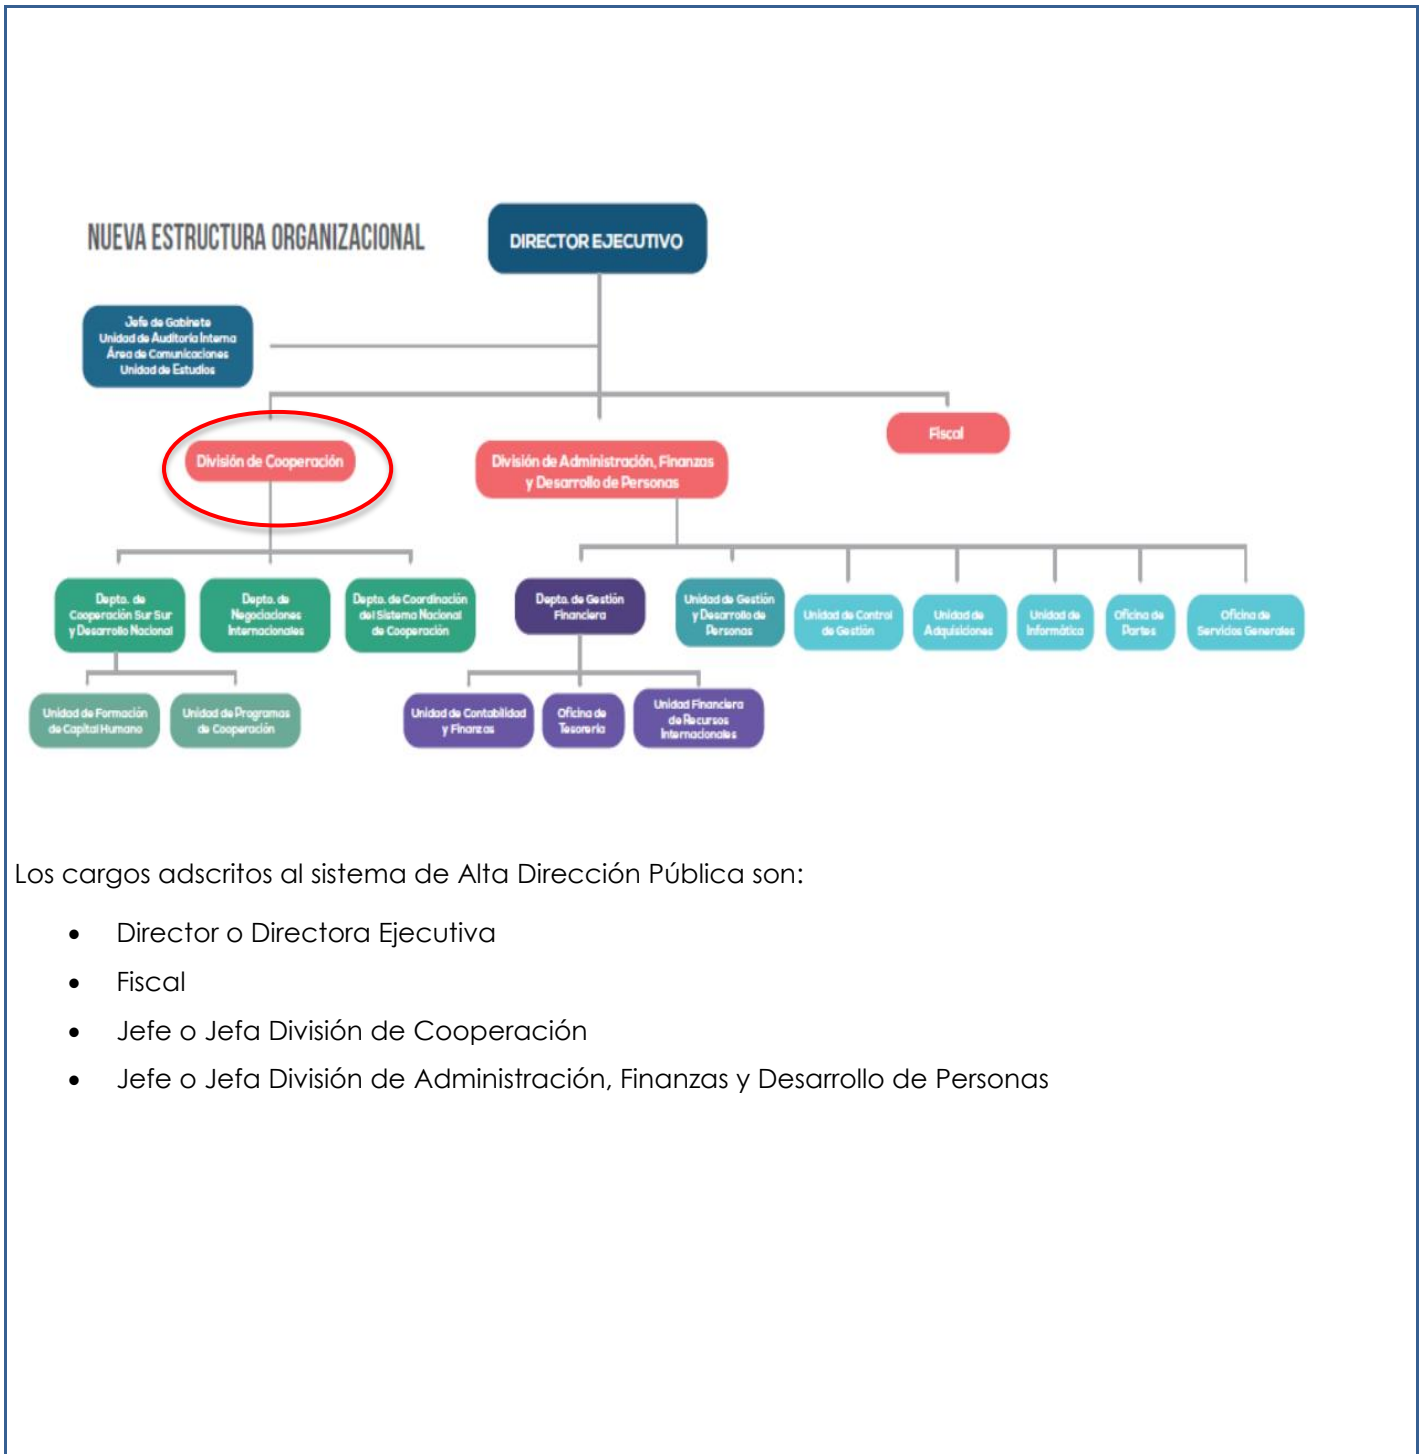 NUEVA ESTRUCTURA ORGANIZACIONAL
DIRECTOR EJECUTIVO
Jefe de Gabinete
Unidad de Auditoría Interna
Área de Comunicaciones
Unidad de Estudios
División de Cooperación
División de Administración, Finanzas
y Desarrollo de Personas
Fiscal
Depto. de
Cooperación Sur Sur
y Desarrollo Nacional
Depto. de
Negociaciones
Internacionales
Depto. de Coordinación
del Sistema Nacional
de Cooperación
Depto. de Gestión
Financiera
Unidad de Gestión
y Desarrollo de
Personas
Unidad de Control
de Gestión
Unidad de
Adquisiciones
Unidad de
Informática
Oficina de
Partes
Oficina de
Servicios Generales
Unidad de Formación
de Capital Humano
Unidad de Programas
de Cooperación
Unidad de Contabilidad
y Finanzas
Oficina de
Tesorería
Unidad Financiera
de Recursos
Internacionales
Los cargos adscritos al sistema de Alta Dirección Pública son:
• Director o Directora Ejecutiva
• Fiscal
• Jefe o Jefa División de Cooperación
• Jefe o Jefa División de Administración, Finanzas y Desarrollo de Personas